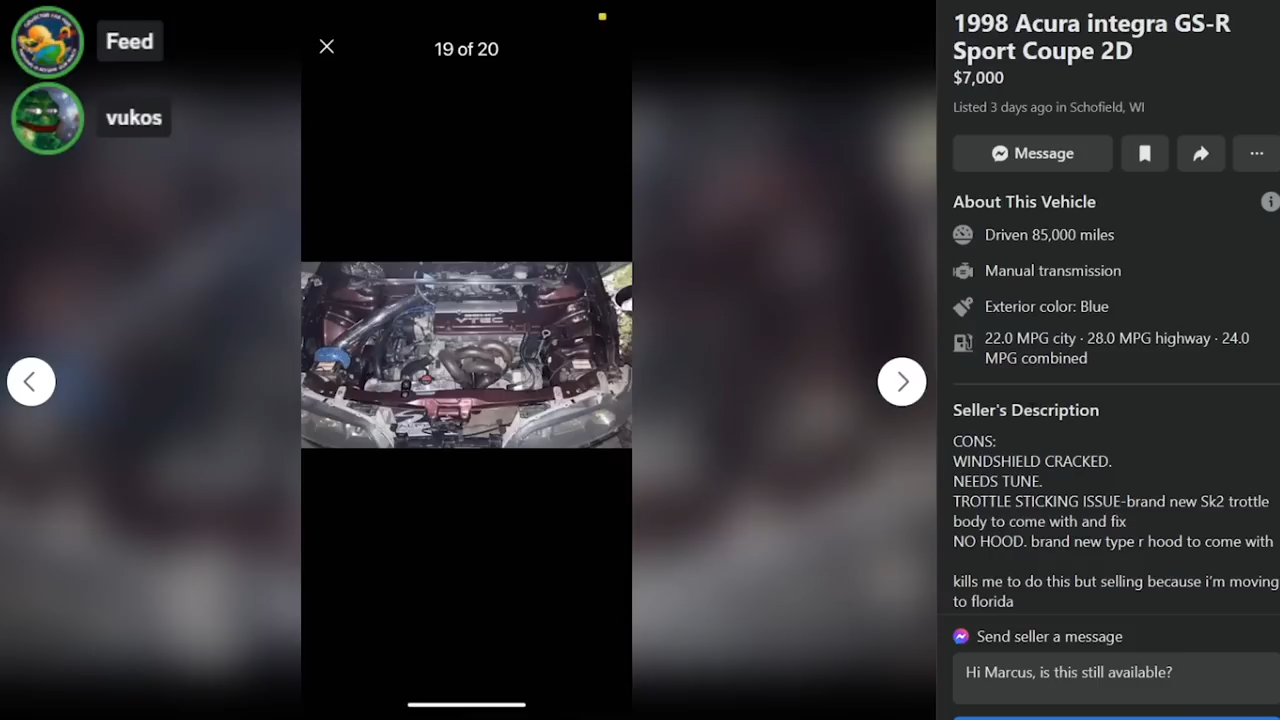 Feed
vukos
19 of 20
VTEC
1998 Acura integra GS-R
Sport Coupe 2D
$7,000
Listed 3 days ago in Schofield, WI
Message
About This Vehicle
Driven 85,000 miles
Manual transmission
Exterior color: Blue
22.0 MPG city · 28.0 MPG highway · 24.0
MPG combined
Seller's Description
CONS:
WINDSHIELD CRACKED.
NEEDS TUNE.
TROTTLE STICKING ISSUE-brand new Sk2 trottle
body to come with and fix
NO HOOD. brand new type r hood to come with
kills me to do this but selling because i'm moving
to florida
Send seller a message
Hi Marcus, is this still available?